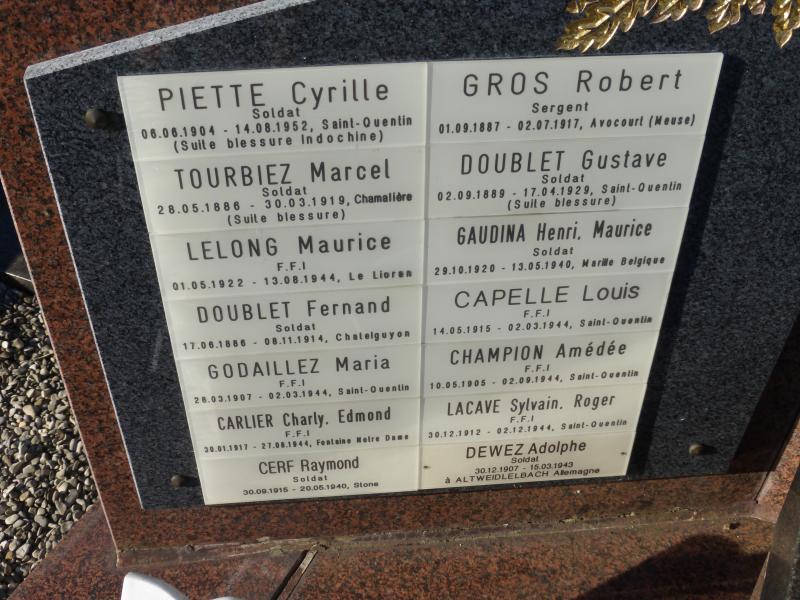 PIETTE Cyrille
Soldat
06.06.1904 - 14.08.1952, Saint-Quentin
(Suite blessure Indochine)
TOURBIEZ Marcel
Soldat
28.05.1886 - 30.03.1919, Chamalière
(Suite blessure)
LELONG Maurice
F.F.I
01.05.1922 - 13.08.1944, Le Lioran
DOUBLET Fernand
Soldat
17.06.1886 - 08.11.1914, Chatelguyon
GODAILLEZ Maria
F.F.I
28.03.1907 - 02.03.1944, Saint-Quentin
CARLIER Charly, Edmond
F.F.I
30.01.1917 - 27.08.1944, Fontaine Notre Dame
CERF Raymond
Soldat
30.09.1915 - 20.05.1940, Stone
GROS Robert
Sergent
01.09.1887 - 02.07.1917, Avocourt (Meuse)
DOUBLET Gustave
Soldat
02.09.1889 - 17.04.1929, Saint-Quentin
(Suite blessure)
GAUDINA Henri, Maurice
Soldat
29.10.1920 - 13.05.1940, Marille Belgique
CAPELLE Louis
F.F.I
14.05.1915 - 02.03.1944, Saint-Quentin
CHAMPION Amédée
F.F.I
10.05.1905 - 02.09.1944, Saint-Quentin
LACAVE Sylvain, Roger
F.F.I
30.12.1912 - 02.12.1944, Saint-Quentin
DEWEZ Adolphe
Soldat
30.12.1907 - 15.03.1943
à ALTWEIDLELBACH Allemagne